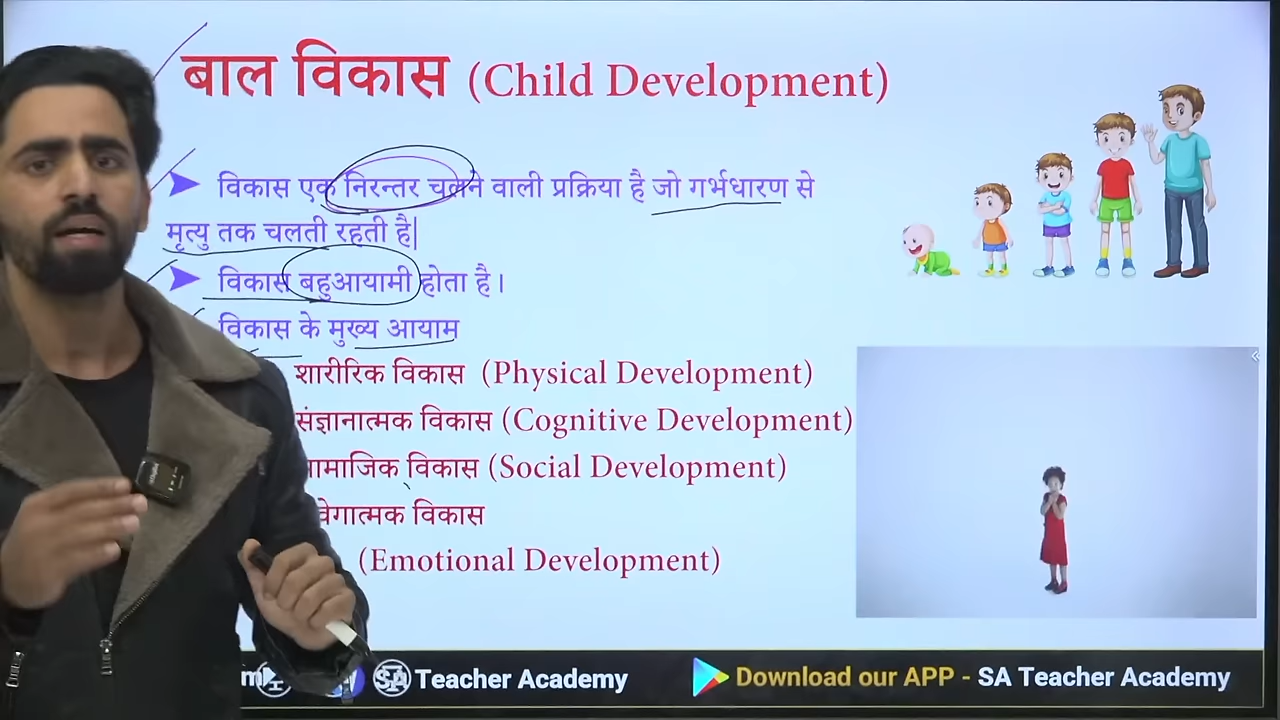 बाल विकास (Child Development)
विकास एक निरन्तर चलने वाली प्रक्रिया है जो गर्भधारण से
मृत्यु तक चलती रहती है|
विकास बहुआयामी होता है।
विकास के मुख्य आयाम
शारीरिक विकास (Physical Development)
संज्ञानात्मक विकास (Cognitive Development)
विकास (Social Development)
विकास
(Emotional Development)
SA Teacher Academy
Download our APP - SA Teacher Academy